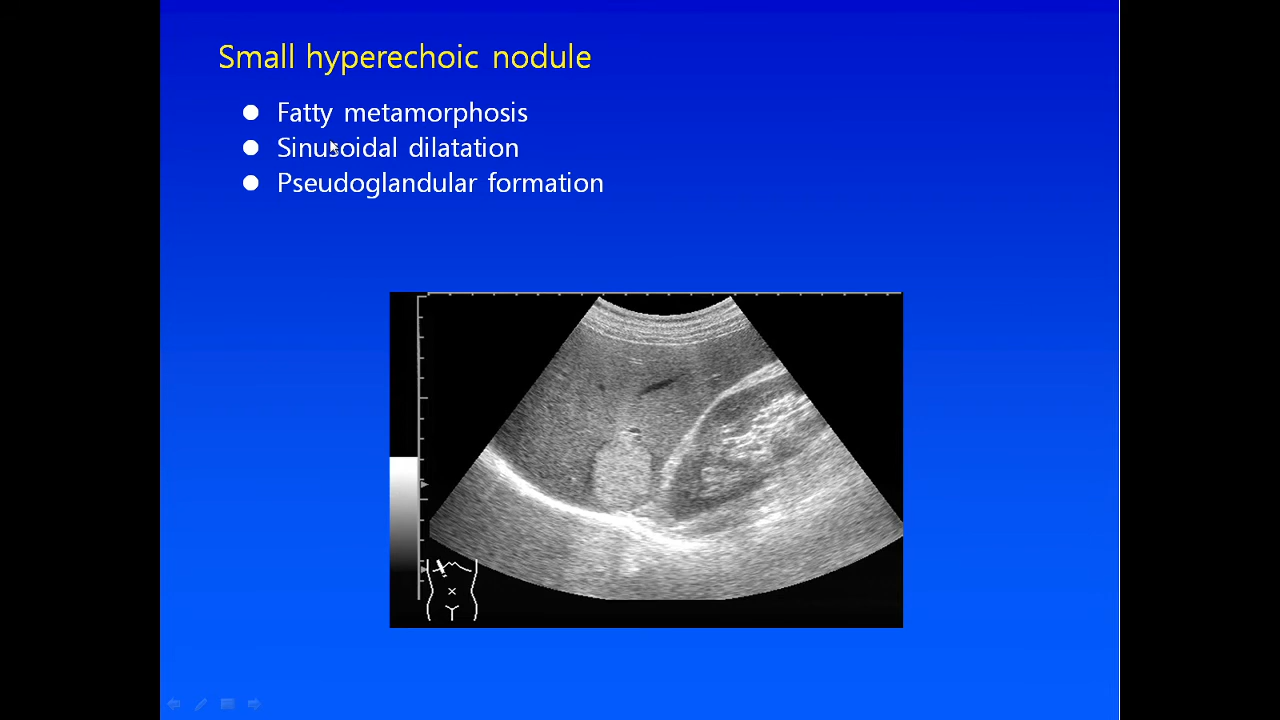 Small hyperechoic nodule
Fatty metamorphosis
Sinusoidal dilatation
Pseudoglandular formation